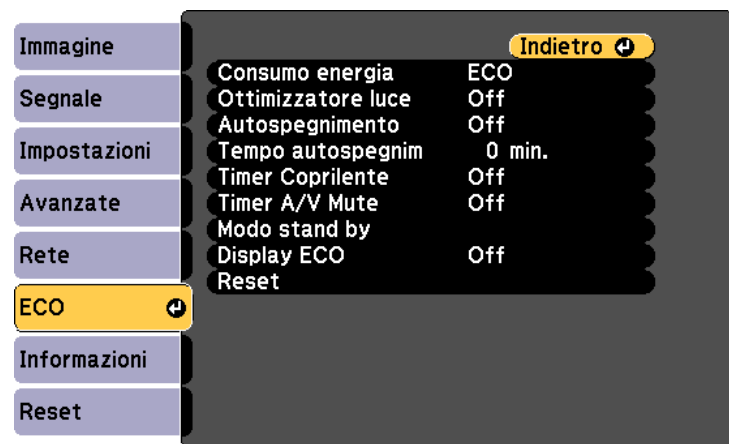 Immagine
Segnale
Impostazioni
Avanzate
Rete
ECO
Informazioni
Reset
Indietro
Consumo energia ECO
Ottimizzatore luce Off
Autospegnimento Off
Tempo autospegnim 0 min.
Timer Coprilente Off
Timer A/V Mute Off
Modo stand by
Display ECO Off
Reset